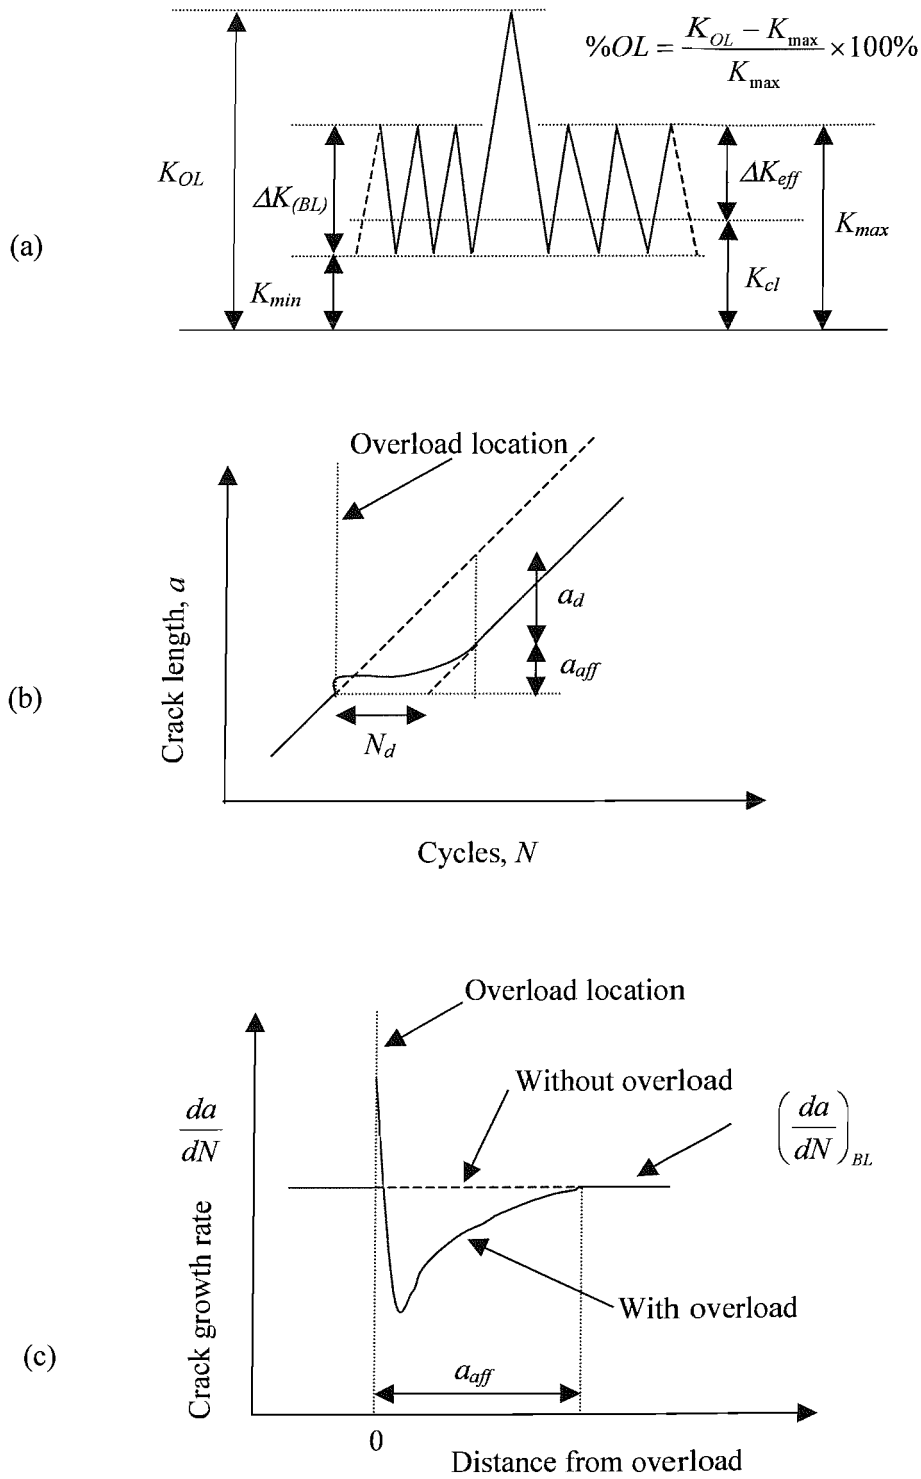 %OL = (K_OL − K_max) / K_max × 100%
K_OL
ΔK_(BL)
ΔK_eff
K_max
K_min
K_cl
(a)
Overload location
Crack length, a
a_d
a_aff
N_d
(b)
Cycles, N
Overload location
Without overload
da/dN
(da/dN)_BL
With overload
Crack growth rate
a_aff
(c)
0
Distance from overload